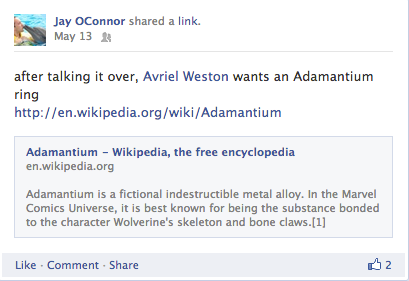 Jay OConnor shared a link.
May 13
after talking it over, Avriel Weston wants an Adamantium
ring
http://en.wikipedia.org/wiki/Adamantium
Adamantium – Wikipedia, the free encyclopedia
en.wikipedia.org
Adamantium is a fictional indestructible metal alloy. In the Marvel
Comics Universe, it is best known for being the substance bonded
to the character Wolverine's skeleton and bone claws.[1]
Like · Comment · Share
2